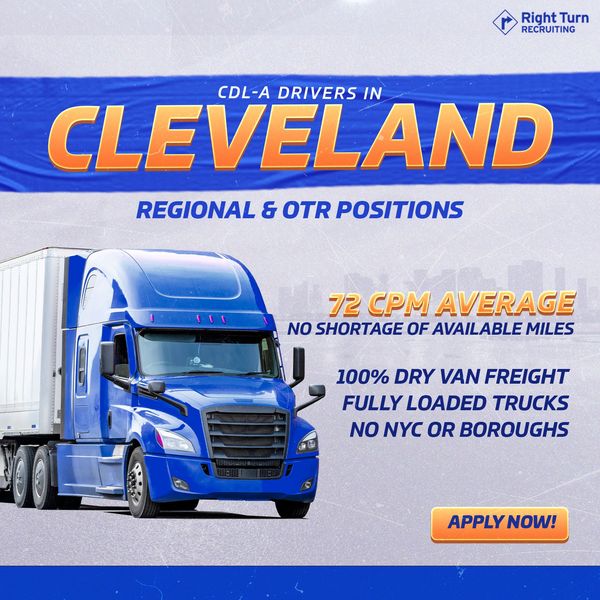 Right Turn
RECRUITING
CDL-A DRIVERS IN
CLEVELAND
REGIONAL & OTR POSITIONS
72 CPM AVERAGE
NO SHORTAGE OF AVAILABLE MILES
100% DRY VAN FREIGHT
FULLY LOADED TRUCKS
NO NYC OR BOROUGHS
APPLY NOW!